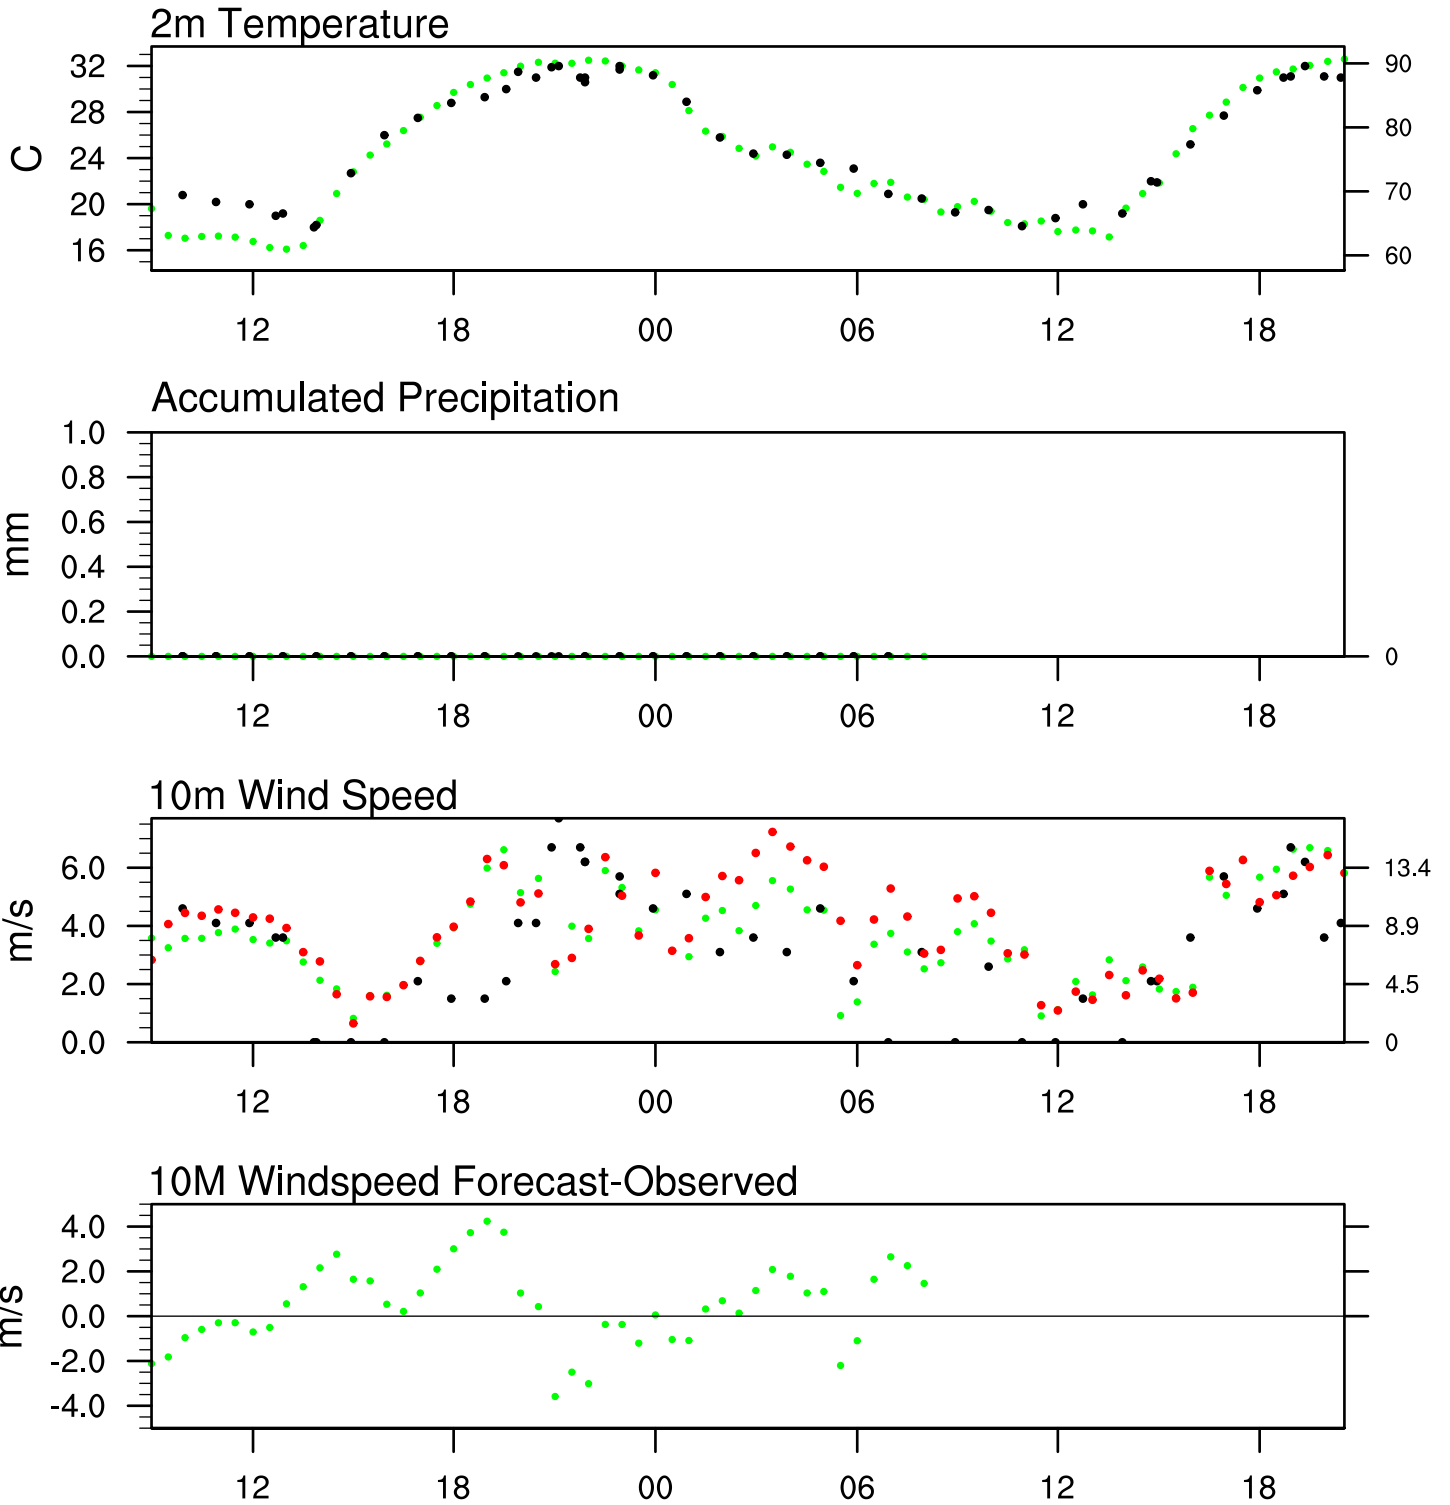 2m Temperature
32
28
24
20
16
C
90
80
70
60
12 18 00 06 12 18
Accumulated Precipitation
1.0
0.8
0.6
0.4
0.2
0.0
mm
0
12 18 00 06 12 18
10m Wind Speed
6.0
4.0
2.0
0.0
m/s
13.4
8.9
4.5
0
12 18 00 06 12 18
10M Windspeed Forecast-Observed
4.0
2.0
0.0
-2.0
-4.0
m/s
12 18 00 06 12 18